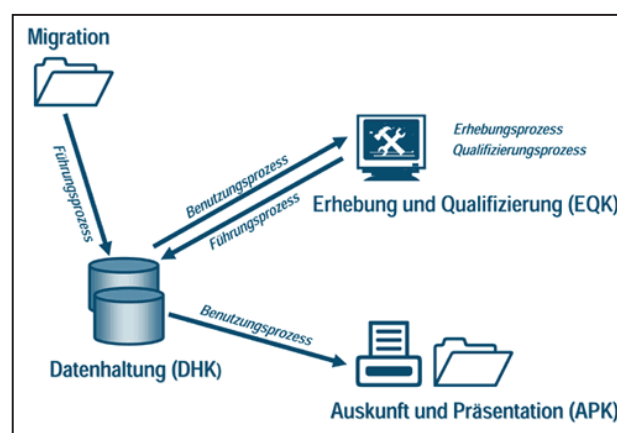 Migration
Führungsprozess
Benutzungsprozess
Führungsprozess
Erhebungsprozess
Qualifizierungsprozess
Erhebung und Qualifizierung (EQK)
Benutzungsprozess
Datenhaltung (DHK)
Auskunft und Präsentation (APK)